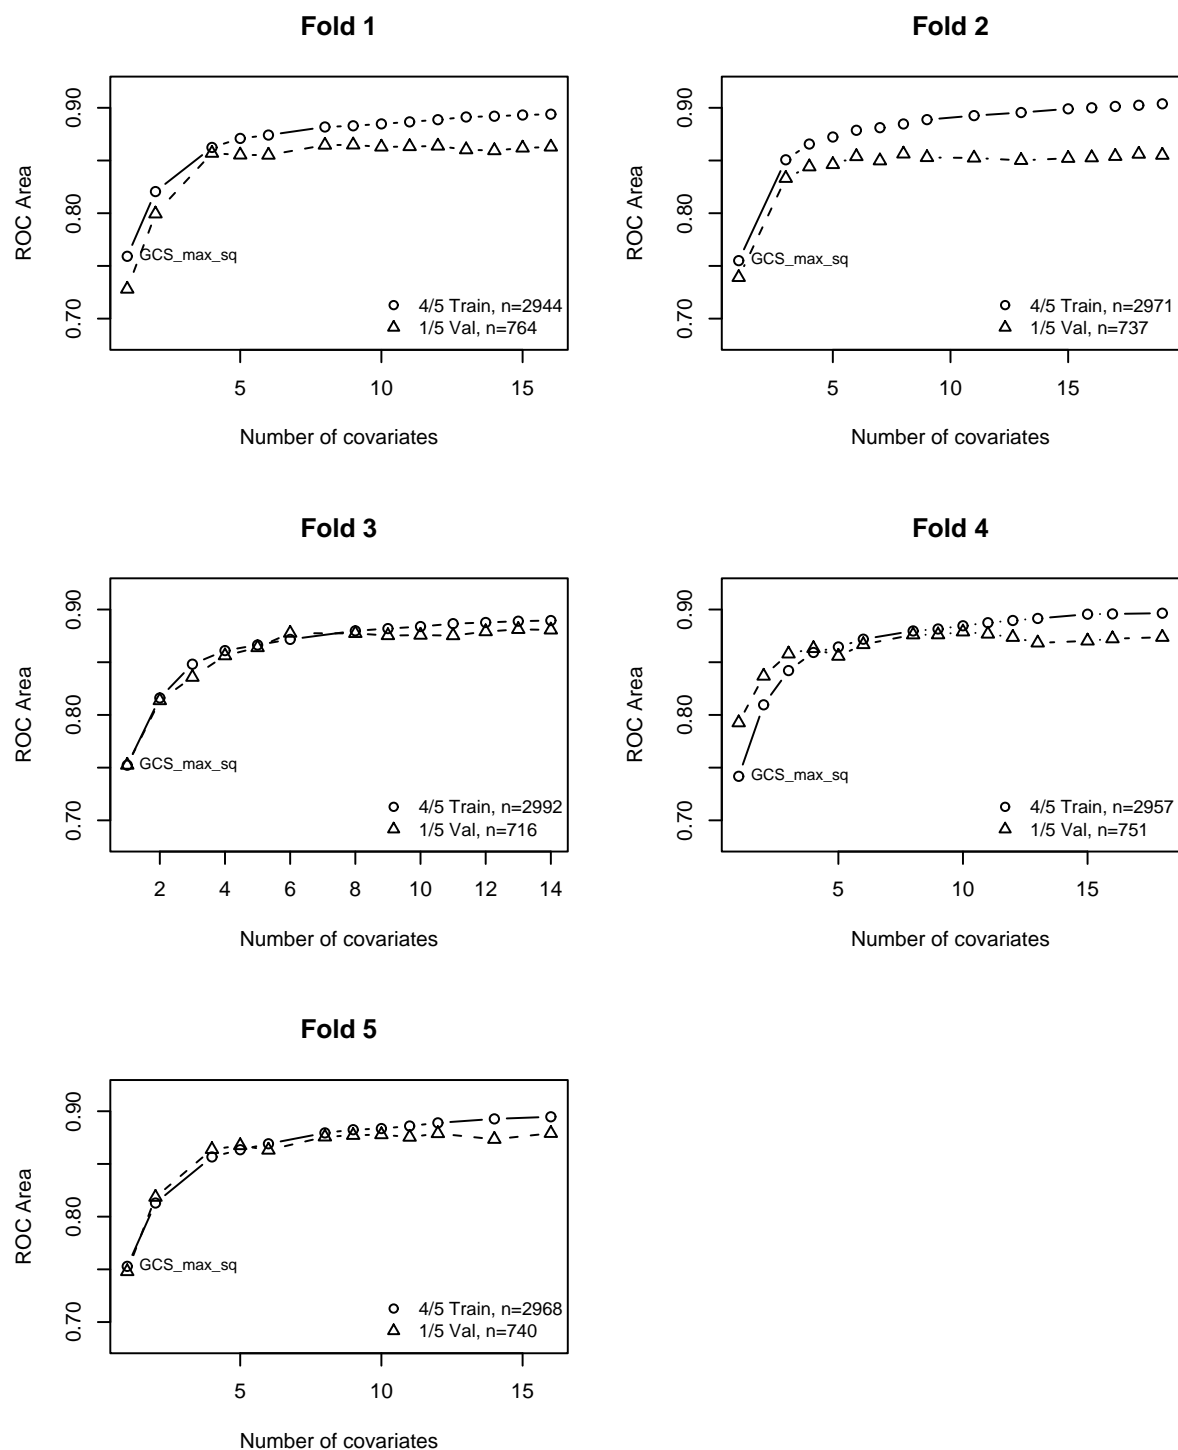 Fold 1
ROC Area
0.90
0.80
0.70
GCS_max_sq
4/5 Train, n=2944
1/5 Val, n=764
5 10 15
Number of covariates
Fold 2
ROC Area
0.90
0.80
0.70
GCS_max_sq
4/5 Train, n=2971
1/5 Val, n=737
5 10 15
Number of covariates
Fold 3
ROC Area
0.90
0.80
0.70
GCS_max_sq
4/5 Train, n=2992
1/5 Val, n=716
2 4 6 8 10 12 14
Number of covariates
Fold 4
ROC Area
0.90
0.80
0.70
GCS_max_sq
4/5 Train, n=2957
1/5 Val, n=751
5 10 15
Number of covariates
Fold 5
ROC Area
0.90
0.80
0.70
GCS_max_sq
4/5 Train, n=2968
1/5 Val, n=740
5 10 15
Number of covariates